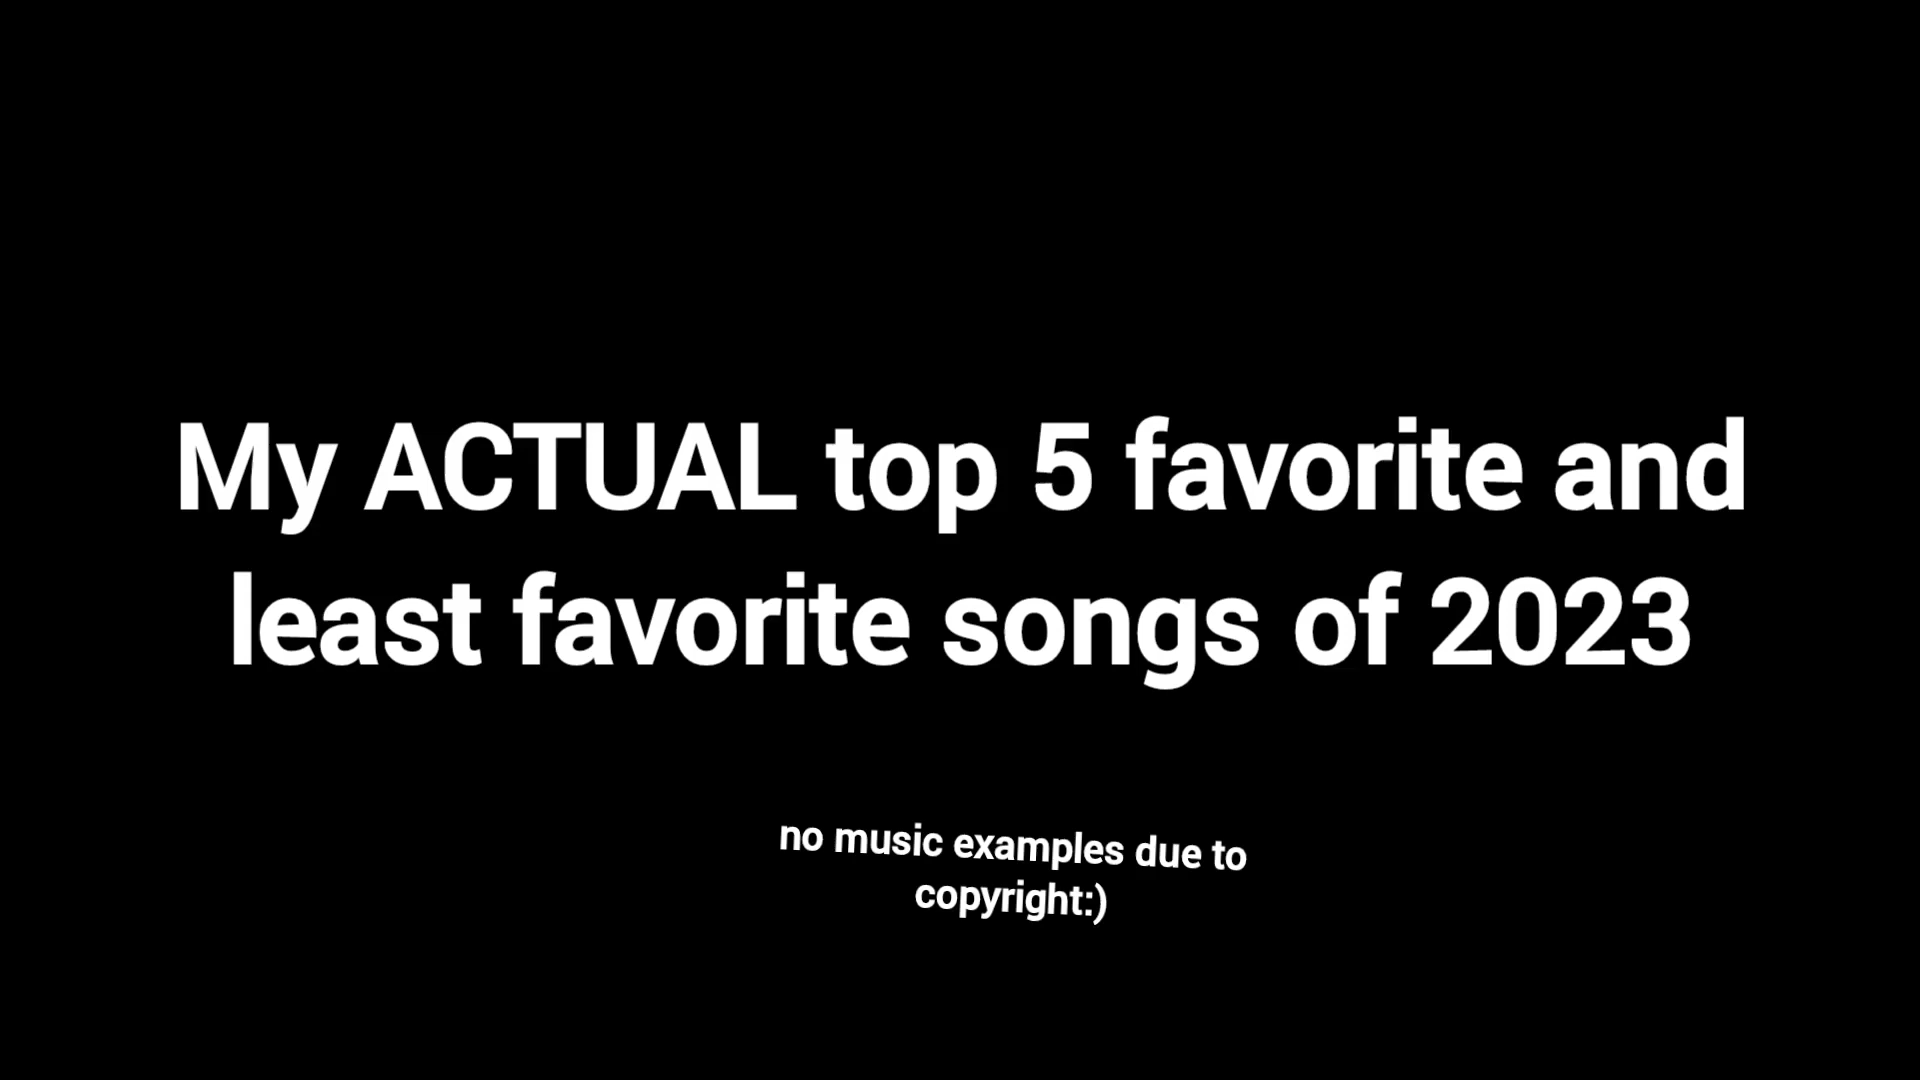 My ACTUAL top 5 favorite and
least favorite songs of 2023
no music examples due to
copyright:)